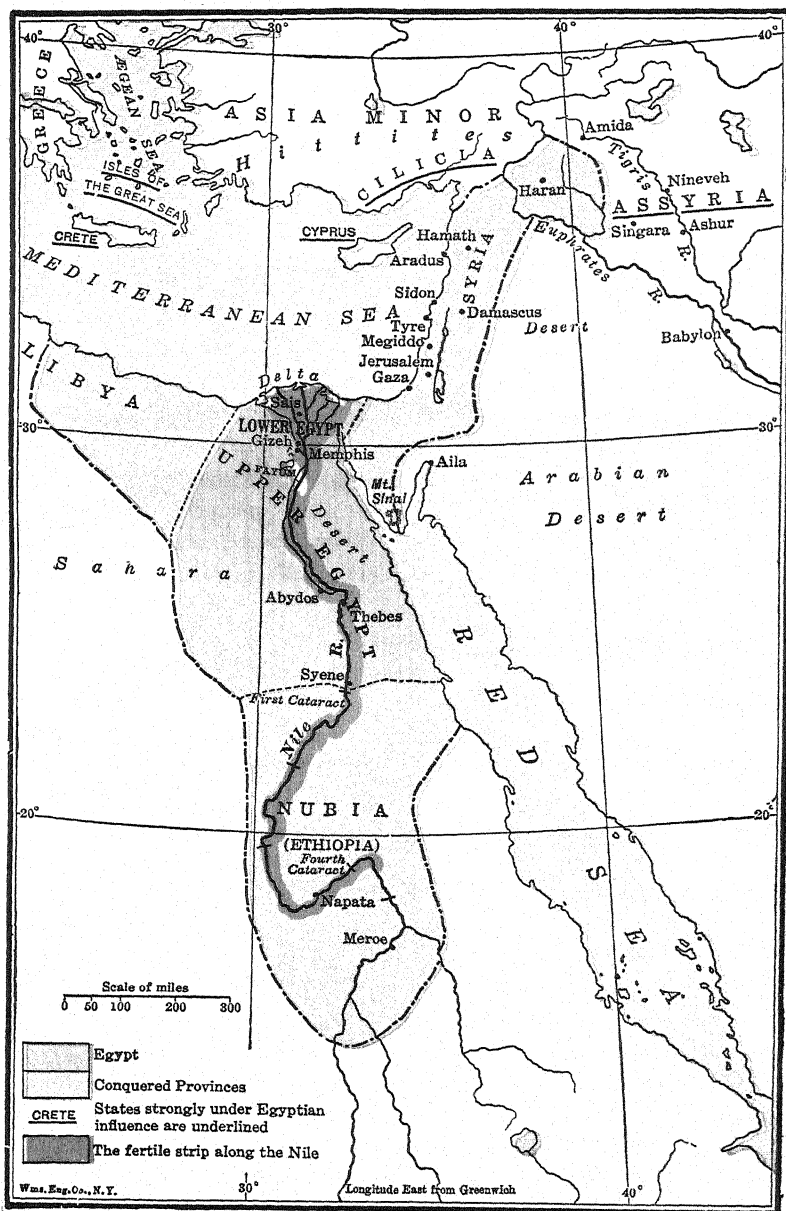 30°
40°
40°
40°
GREECE
ÆGEAN
SEA
ASIA MINOR
Hittites
CILICIA
Amida
Tigris
R.
Haran
Nineveh
ASSYRIA
Singara
Ashur
ISLES OF
THE GREAT SEA
CRETE
CYPRUS
Hamath
Aradus
SYRIA
Euphrates R.
MEDITERRANEAN SEA
Sidon
Damascus
Tyre
Megiddo
Desert
Babylon
Jerusalem
Gaza
LIBYA
Delta
Sais
30°
LOWER EGYPT
30°
Gizeh
Memphis
FAYUM
UPPER EGYPT
Desert
Mt.
Sinai
Aila
Arabian
Desert
Sahara
Abydos
Thebes
R.
Syene
First Cataract
Nile
RED
SEA
20°
NUBIA
20°
(ETHIOPIA)
Fourth
Cataract
Napata
Meroe
Scale of miles
0 50 100 200 300
Egypt
Conquered Provinces
CRETE States strongly under Egyptian
influence are underlined
The fertile strip along the Nile
Wms. Eng. Co., N.Y.
30°
Longitude East from Greenwich
40°